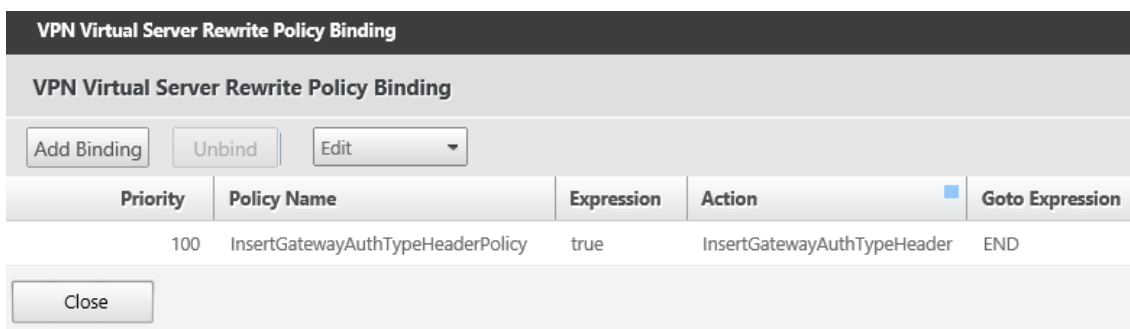 VPN Virtual Server Rewrite Policy Binding
VPN Virtual Server Rewrite Policy Binding
Add Binding Unbind Edit
Priority Policy Name Expression Action Goto Expression
100 InsertGatewayAuthTypeHeaderPolicy true InsertGatewayAuthTypeHeader END
Close